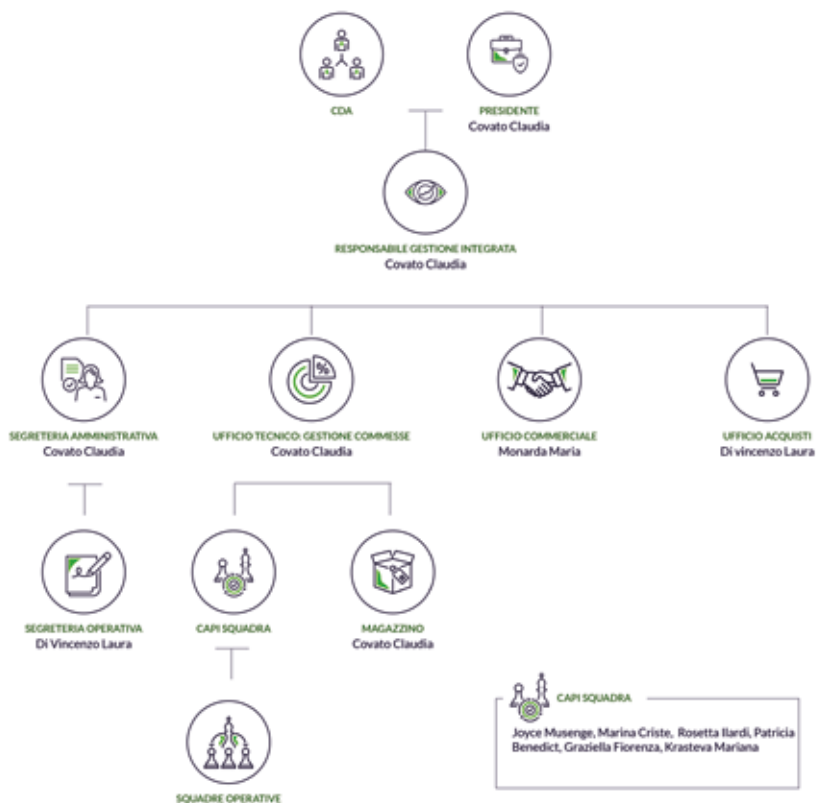 CDA
PRESIDENTE
Covato Claudia
RESPONSABILE GESTIONE INTEGRATA
Covato Claudia
SEGRETERIA AMMINISTRATIVA
Covato Claudia
UFFICIO TECNICO: GESTIONE COMMESSE
Covato Claudia
UFFICIO COMMERCIALE
Monarda Maria
UFFICIO ACQUISTI
Di vincenzo Laura
SEGRETERIA OPERATIVA
Di Vincenzo Laura
CAPI SQUADRA
MAGAZZINO
Covato Claudia
CAPI SQUADRA
Joyce Musenge, Marina Criste, Rosetta Ilardi, Patricia
Benedict, Graziella Fiorenza, Krasteva Mariana
SQUADRE OPERATIVE